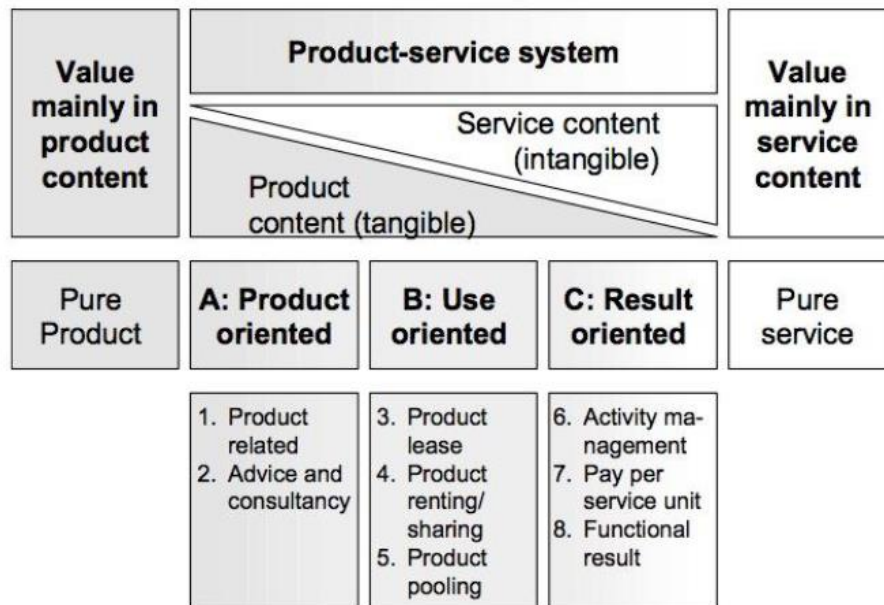 Value
mainly in
product
content
Product-service system
Service content
(intangible)
Product
content (tangible)
Value
mainly in
service
content
Pure
Product
A: Product
oriented
B: Use
oriented
C: Result
oriented
Pure
service
1. Product
related
2. Advice and
consultancy
3. Product
lease
4. Product
renting/
sharing
5. Product
pooling
6. Activity ma-
nagement
7. Pay per
service unit
8. Functional
result